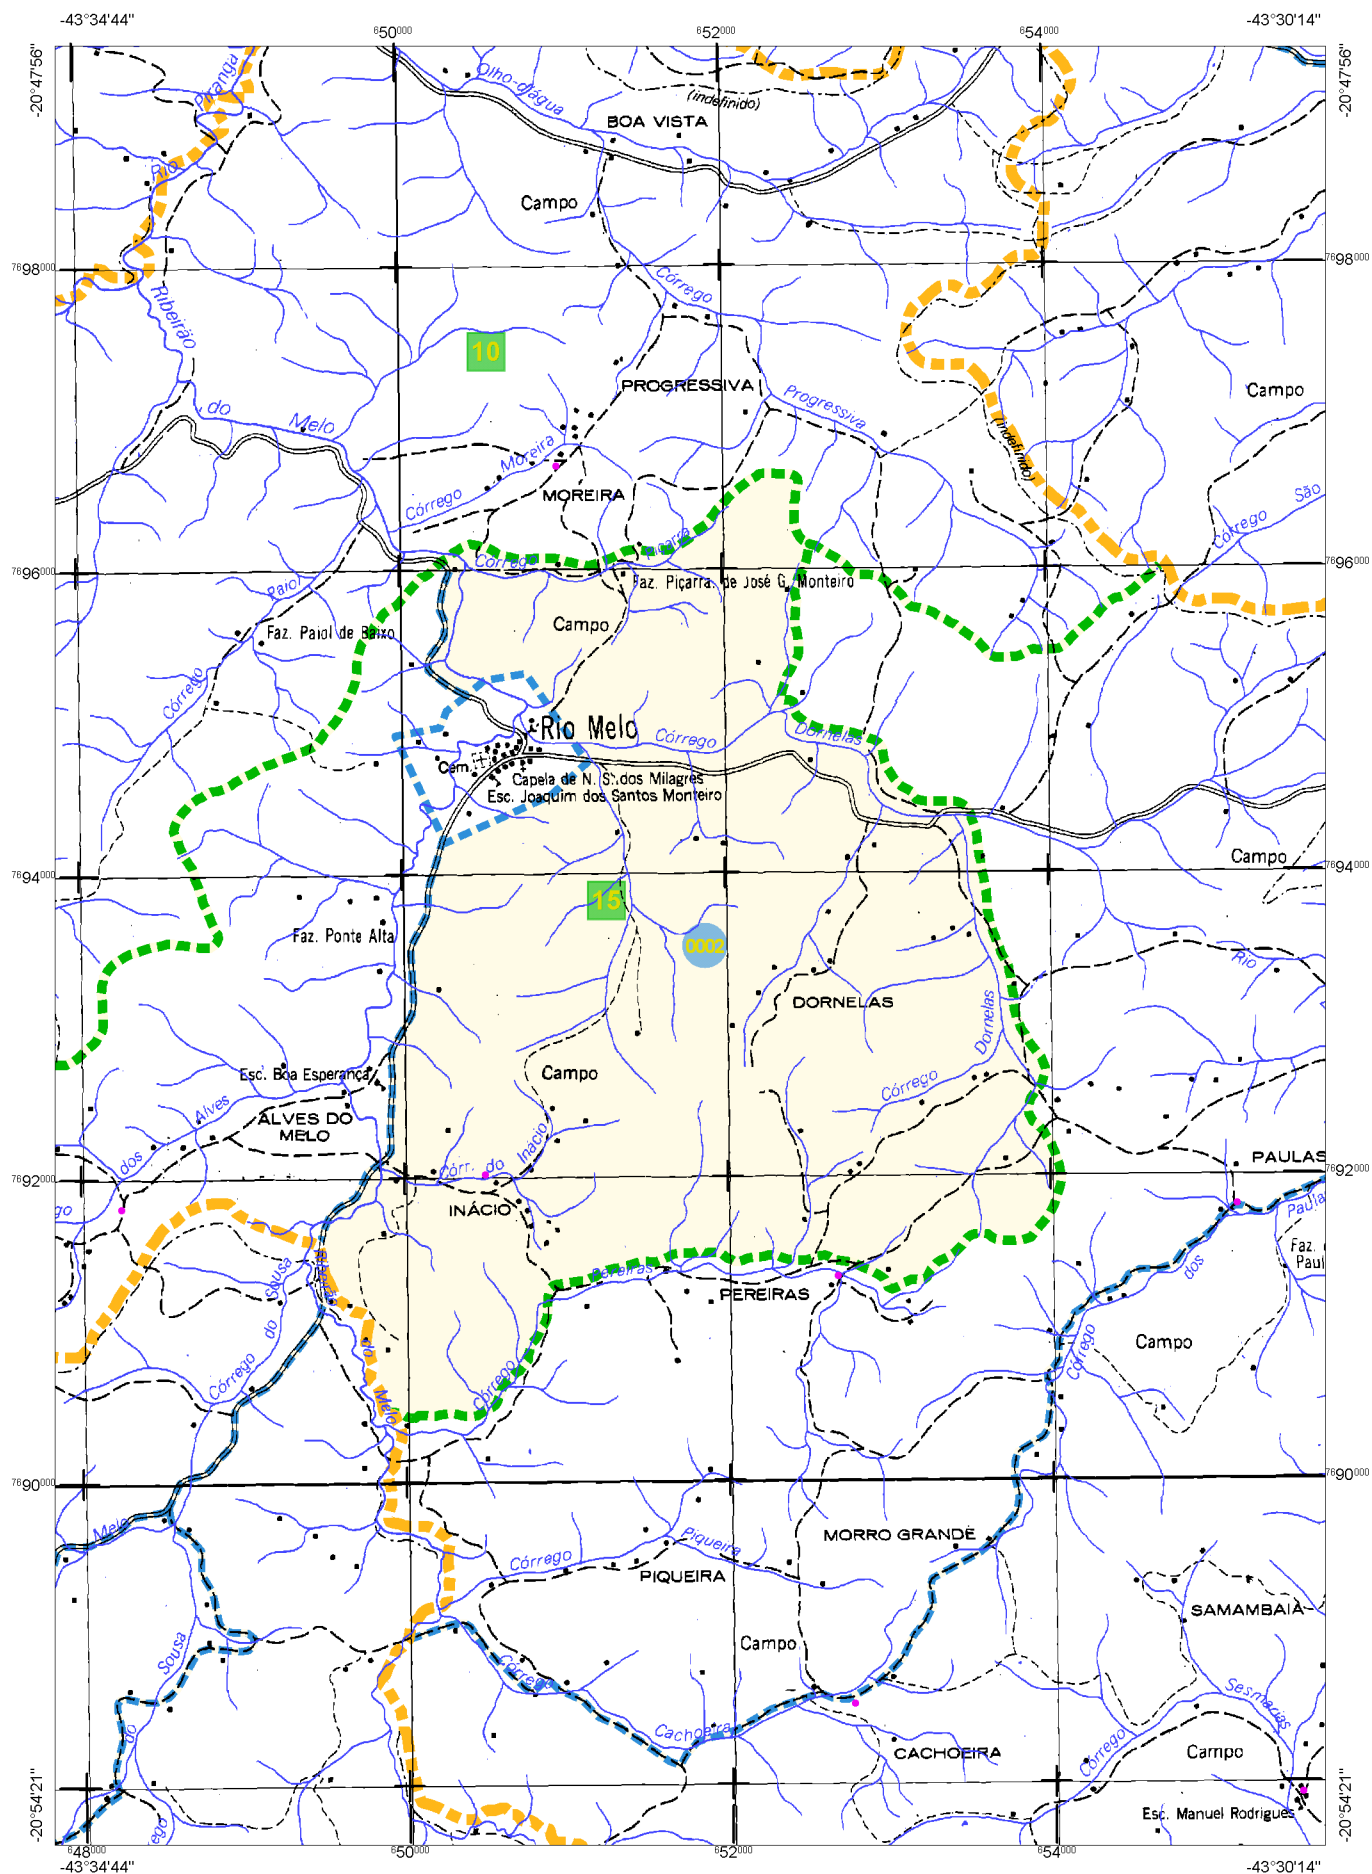 -43°34'44"
-43°30'14"
650000
652000
654000
-20°47'56"
-20°47'56"
Piranga
Rio
Olho-d'água
(indefinido)
BOA VISTA
Campo
7698000
7698000
Ribeirão
Córrego
10
PROGRESSIVA
Progressiva
Campo
do
Melo
(indefinido)
Moreira
Córrego
MOREIRA
São
Córrego
Piçarra
Córrego
7696000
7696000
Paiol
Faz. Piçarra de José G. Monteiro
Campo
Faz. Paiol de Baixo
Córrego
Rio Melo
Córrego
Dornelas
Cem.
Capela de N. S. dos Milagres
Esc. Joaquim dos Santos Monteiro
Campo
7694000
7694000
15
Faz. Ponte Alta
0002
Rio
DORNELAS
Dornelas
Esc. Boa Esperança
Campo
Córrego
Alves
ALVES DO
MELO
dos
Córr. do Inácio
PAULAS
7692000
7692000
go
INÁCIO
Paula
Faz.
Paul
Sousa
do
Córrego
Ribeirão
do
Melo
Pereiras
PEREIRAS
dos
Córrego
Campo
Córrego
7690000
7690000
Melo
MORRO GRANDE
Piqueira
Córrego
PIQUEIRA
SAMAMBAIA
Sousa
do
Campo
Córrego
Cachoeira
Sesmarias
Córrego
CACHOEIRA
Campo
-20°54'21"
-20°54'21"
Esc. Manuel Rodrigues
rego
648000
650000
652000
654000
-43°34'44"
-43°30'14"